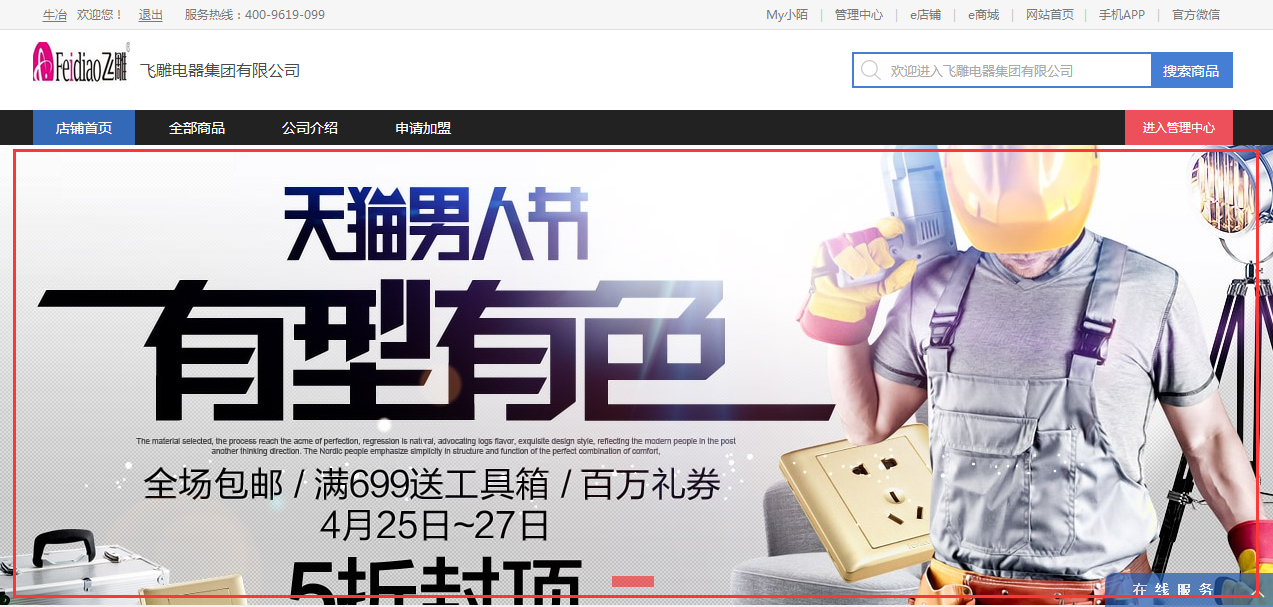 牛冶 欢迎您！ 退出 服务热线：400-9619-099
My小陌 | 管理中心 | e店铺 | e商城 | 网站首页 | 手机APP | 官方微信
Feidiao飞雕® 飞雕电器集团有限公司
欢迎进入飞雕电器集团有限公司 搜索商品
店铺首页 全部商品 公司介绍 申请加盟 进入管理中心
天猫男人节
有型有色
The material selected, the process reach the acme of perfection, regression is natural, advocating logs flavor, exquisite design style, reflecting the modern people in the post
another thinking direction. The Nordic people emphasize simplicity in structure and function of the perfect combination of comfort,
全场包邮 / 满699送工具箱 / 百万礼券
4月25日~27日
5折封顶
在线服务